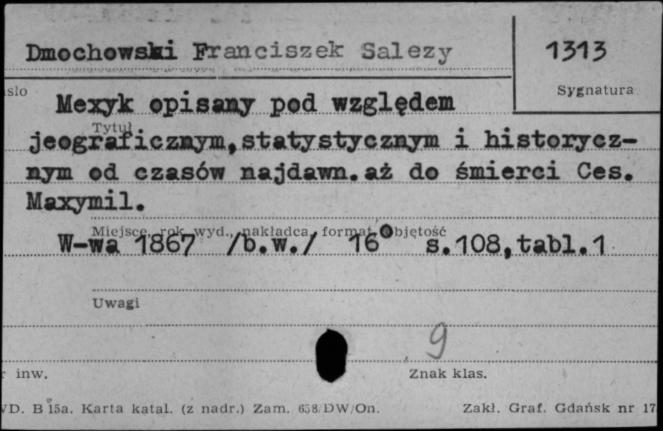 Dmochowski Franciszek Salezy
1313
Sygnatura
Mexyk opisany pod względem
Tytuł
jeograficznym,statystycznym i historycz-
nym od czasów najdawn.aż do śmierci Ces.
Maxymil.
Miejsce, rok wyd., nakładca, format, objętość
W-wa 1867 /b.w./ 16° s.108,tabl.1
Uwagi
9
inw.
Znak klas.
B 15a. Karta katal. (z nadr.) Zam. 658/DW/On.
Zakł. Graf. Gdańsk nr 17